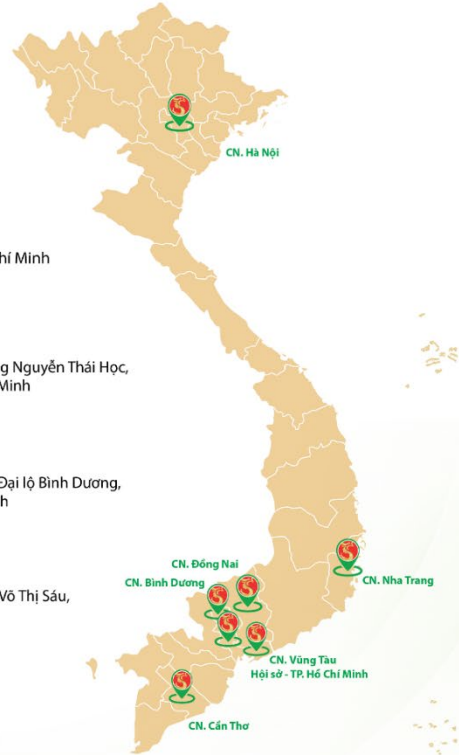 CN. Hà Nội
hí Minh
g Nguyễn Thái Học,
Minh
Đại lộ Bình Dương,
h
Võ Thị Sáu,
CN. Đồng Nai
CN. Bình Dương
CN. Nha Trang
CN. Vũng Tàu
Hội sở - TP. Hồ Chí Minh
CN. Cần Thơ